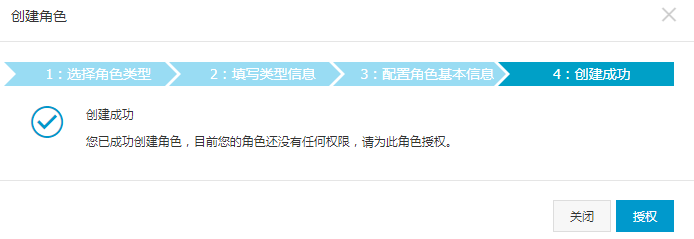 创建角色
1：选择角色类型
2：填写类型信息
3：配置角色基本信息
4：创建成功
创建成功
您已成功创建角色，目前您的角色还没有任何权限，请为此角色授权。
关闭
授权